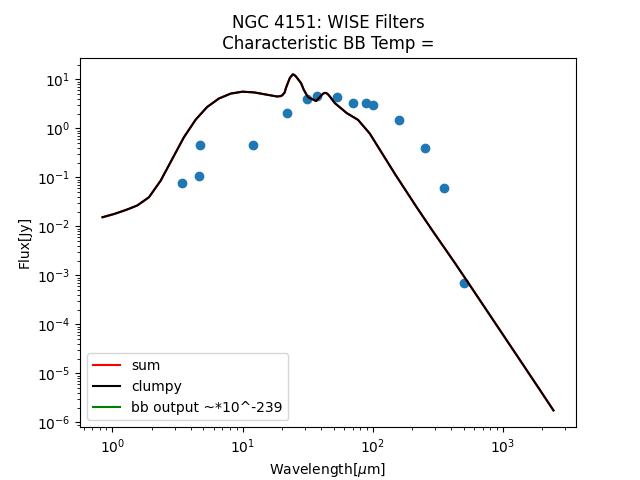 NGC 4151: WISE Filters
Characteristic BB Temp =
Flux[Jy]
10^1
10^0
10^-1
10^-2
10^-3
10^-4
10^-5
10^-6
sum
clumpy
bb output ~*10^-239
10^0 10^1 10^2 10^3
Wavelength[μm]